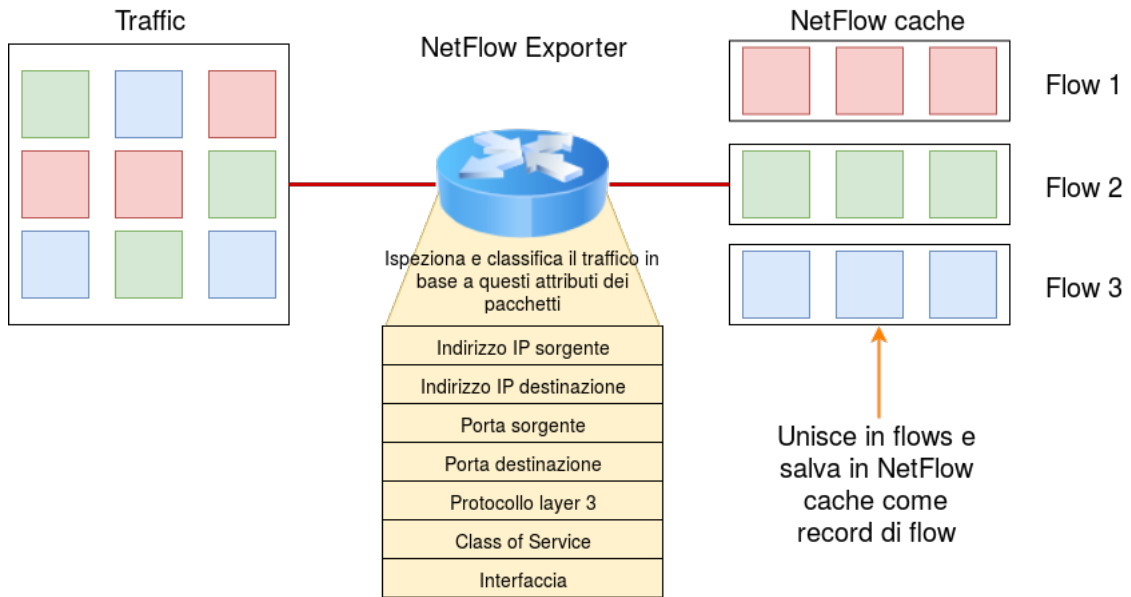 Traffic
NetFlow Exporter
NetFlow cache
Flow 1
Flow 2
Flow 3
Ispeziona e classifica il traffico in
base a questi attributi dei
pacchetti
Indirizzo IP sorgente
Indirizzo IP destinazione
Porta sorgente
Porta destinazione
Protocollo layer 3
Class of Service
Interfaccia
Unisce in flows e
salva in NetFlow
cache come
record di flow